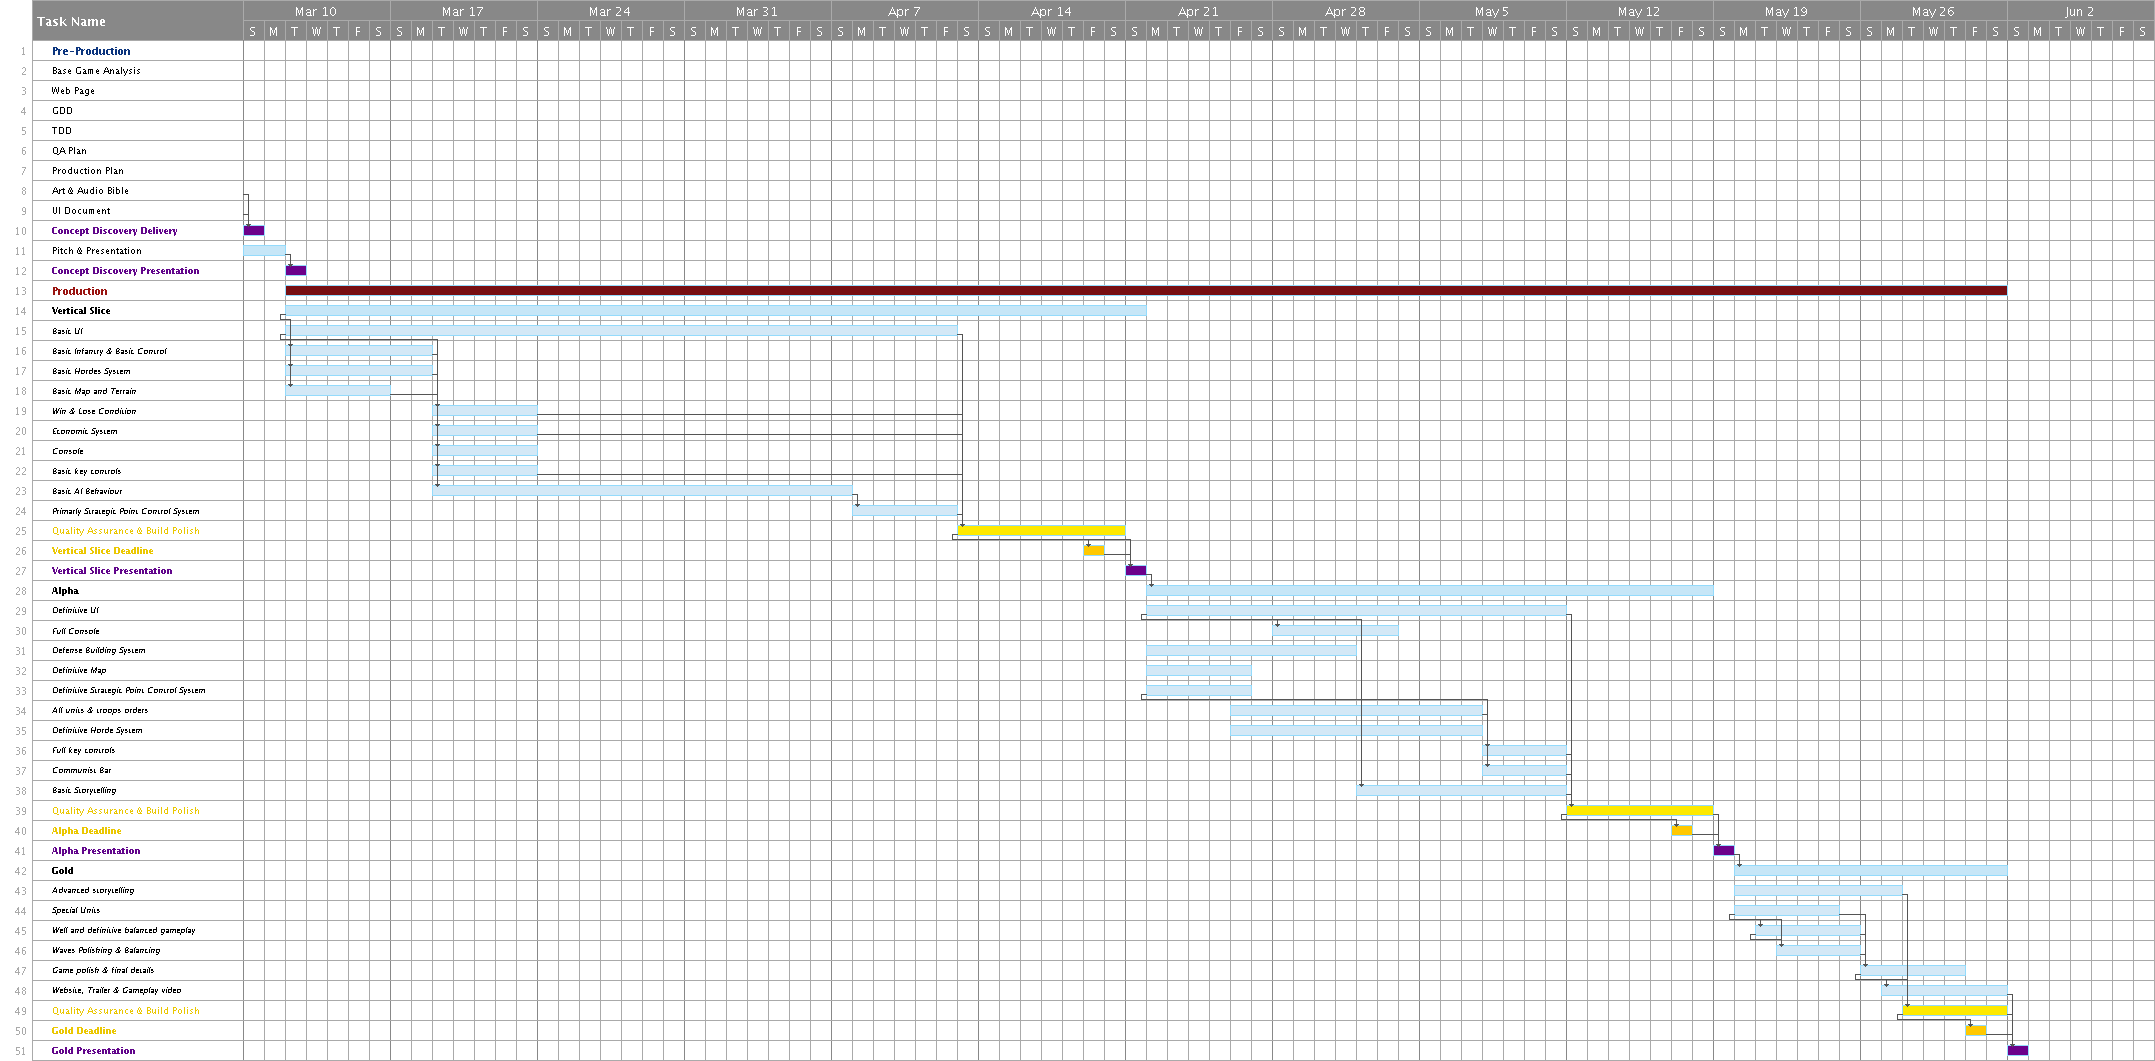 Task Name
Mar 10 Mar 17 Mar 24 Mar 31 Apr 7 Apr 14 Apr 21 Apr 28 May 5 May 12 May 19 May 26 Jun 2
S M T W T F S S M T W T F S S M T W T F S S M T W T F S S M T W T F S S M T W T F S S M T W T F S S M T W T F S S M T W T F S S M T W T F S S M T W T F S S M T W T F S S M T W T F S
1 Pre-Production
2 Base Game Analysis
3 Web Page
4 GDD
5 TDD
6 QA Plan
7 Production Plan
8 Art & Audio Bible
9 UI Document
10 Concept Discovery Delivery
11 Pitch & Presentation
12 Concept Discovery Presentation
13 Production
14 Vertical Slice
15 Basic UI
16 Basic Infantry & Basic Control
17 Basic Hordes System
18 Basic Map and Terrain
19 Win & Lose Condition
20 Economic System
21 Console
22 Basic key controls
23 Basic AI Behaviour
24 Primarly Strategic Point Control System
25 Quality Assurance & Build Polish
26 Vertical Slice Deadline
27 Vertical Slice Presentation
28 Alpha
29 Definitive UI
30 Full Console
31 Defense Building System
32 Definitive Map
33 Definitive Strategic Point Control System
34 All units & troops orders
35 Definitive Horde System
36 Full key controls
37 Communist Bar
38 Basic Storytelling
39 Quality Assurance & Build Polish
40 Alpha Deadline
41 Alpha Presentation
42 Gold
43 Advanced storytelling
44 Special Units
45 Well and definitive balanced gameplay
46 Waves Polishing & Balancing
47 Game polish & final details
48 Website, Trailer & Gameplay video
49 Quality Assurance & Build Polish
50 Gold Deadline
51 Gold Presentation